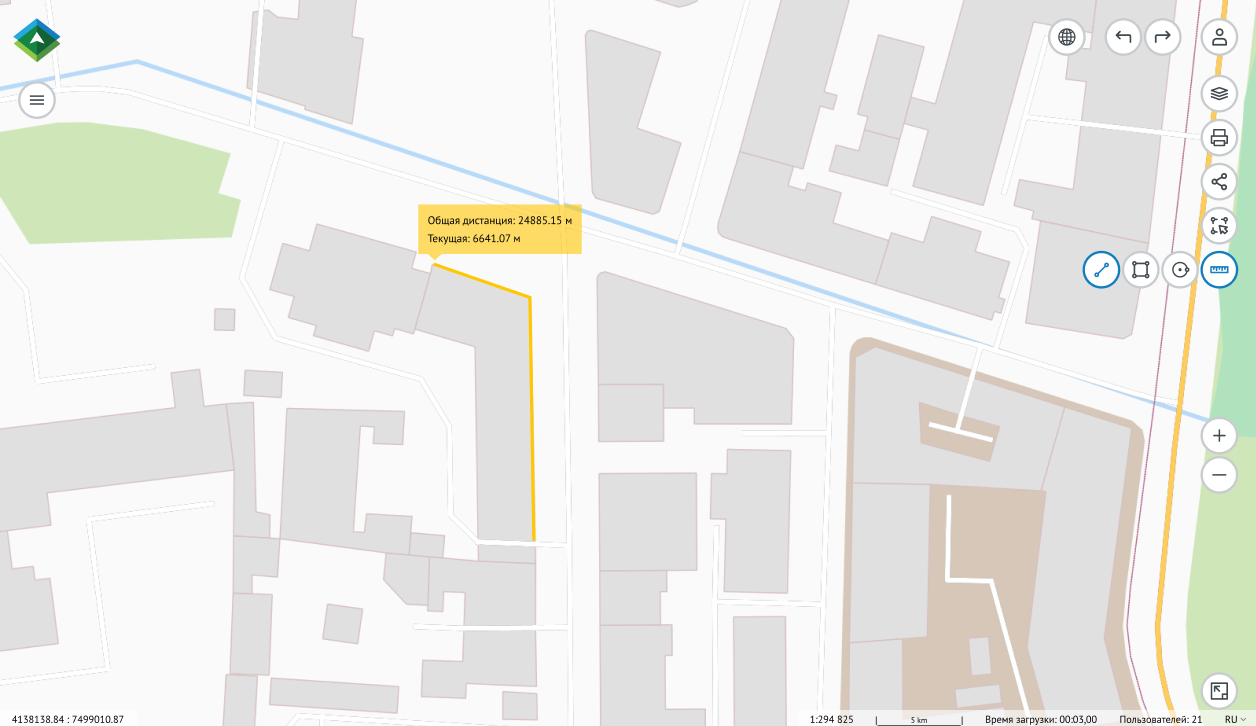 Общая дистанция: 24885.15 м
Текущая: 6641.07 м
4138138.84 : 7499010.87
1:294 825
5 km
Время загрузки: 00:03,00
Пользователей: 21
RU